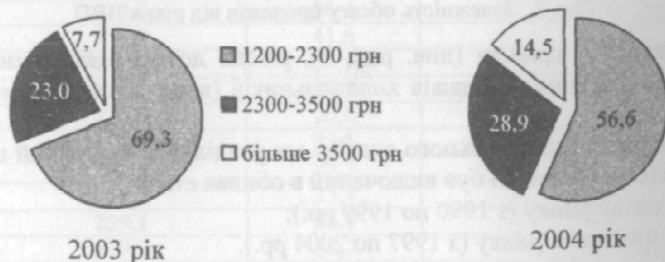 7,7
23,0
69,3
1200-2300 грн
2300-3500 грн
більше 3500 грн
14,5
28,9
56,6
2003 рік
2004 рік